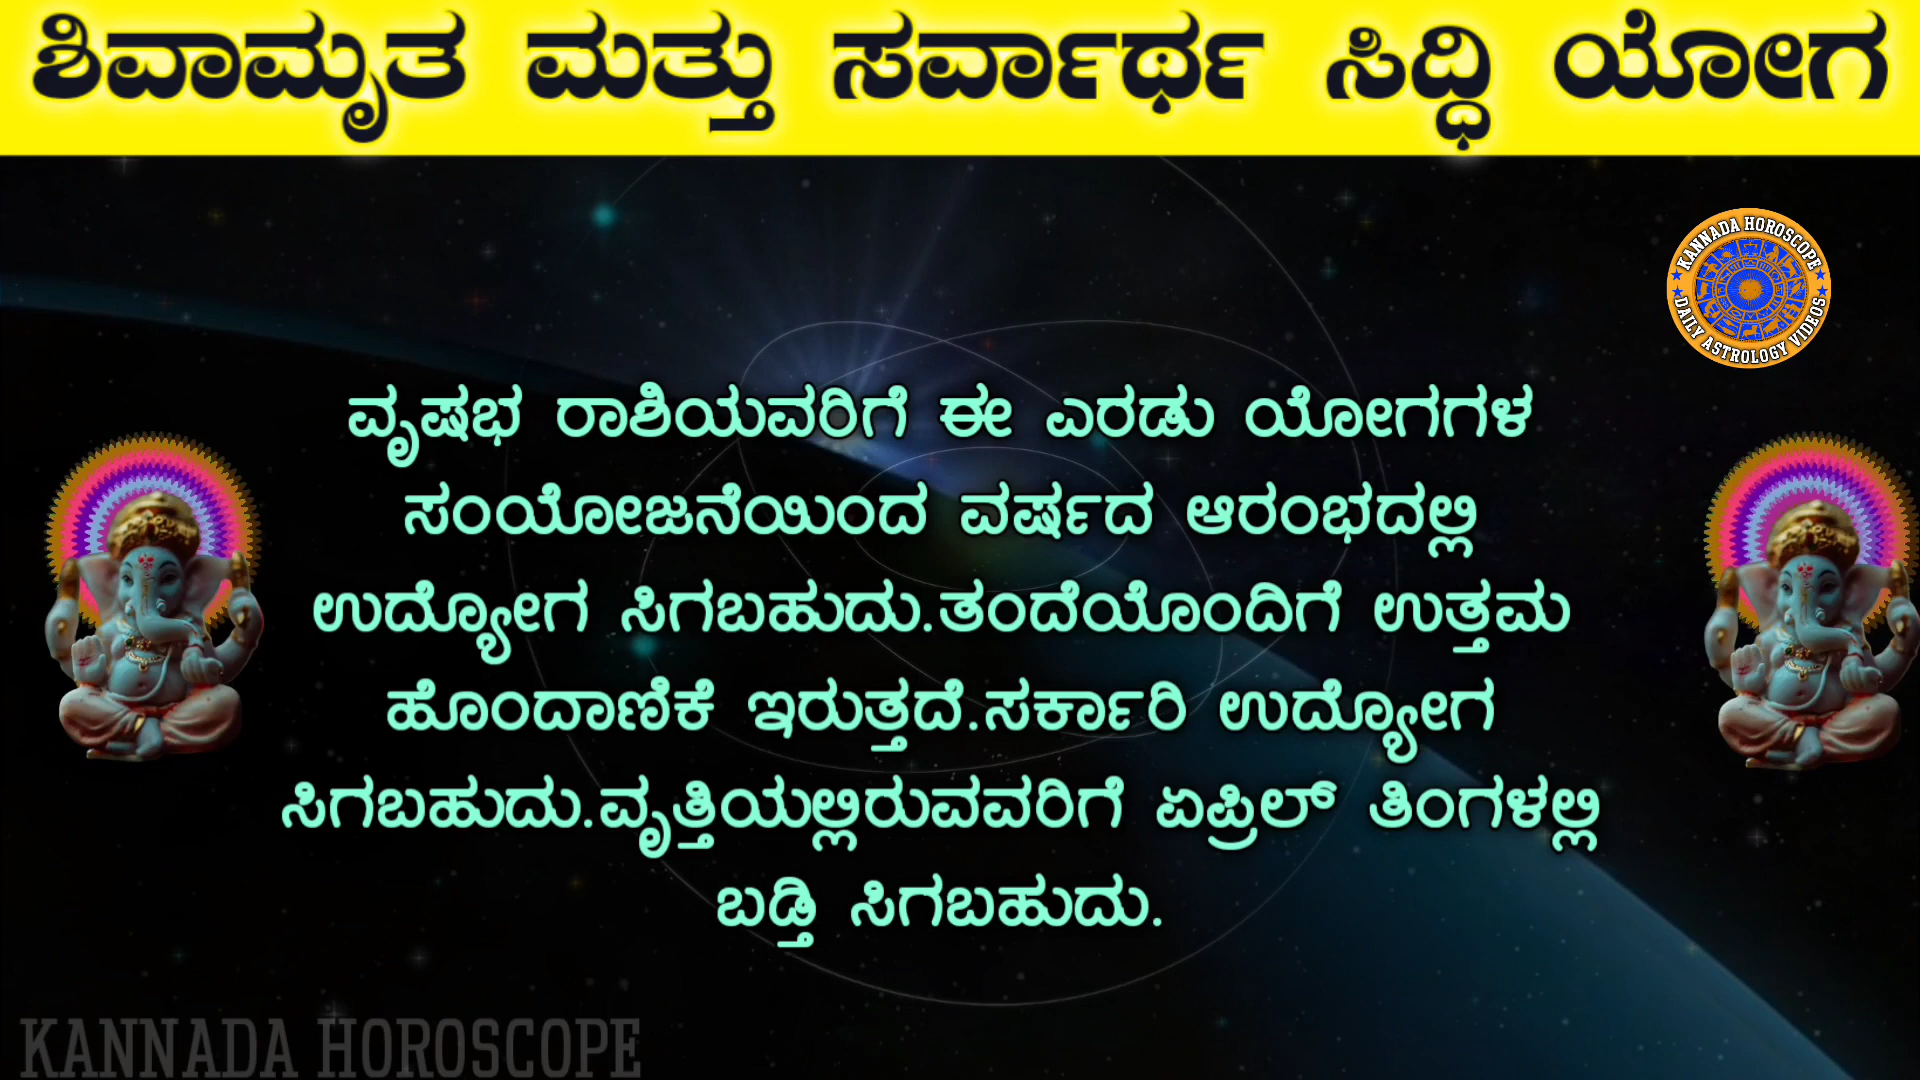 ಶಿವಾಮೃತ ಮತ್ತು ಸರ್ವಾರ್ಥ ಸಿದ್ಧಿ ಯೋಗ
KANNADA HOROSCOPE
DAILY ASTROLOGY VIDEOS
ವೃಷಭ ರಾಶಿಯವರಿಗೆ ಈ ಎರಡು ಯೋಗಗಳ
ಸಂಯೋಜನೆಯಿಂದ ವರ್ಷದ ಆರಂಭದಲ್ಲಿ
ಉದ್ಯೋಗ ಸಿಗಬಹುದು.ತಂದೆಯೊಂದಿಗೆ ಉತ್ತಮ
ಹೊಂದಾಣಿಕೆ ಇರುತ್ತದೆ.ಸರ್ಕಾರಿ ಉದ್ಯೋಗ
ಸಿಗಬಹುದು.ವೃತ್ತಿಯಲ್ಲಿರುವವರಿಗೆ ಏಪ್ರಿಲ್ ತಿಂಗಳಲ್ಲಿ
ಬಡ್ತಿ ಸಿಗಬಹುದು.
KANNADA HOROSCOPE